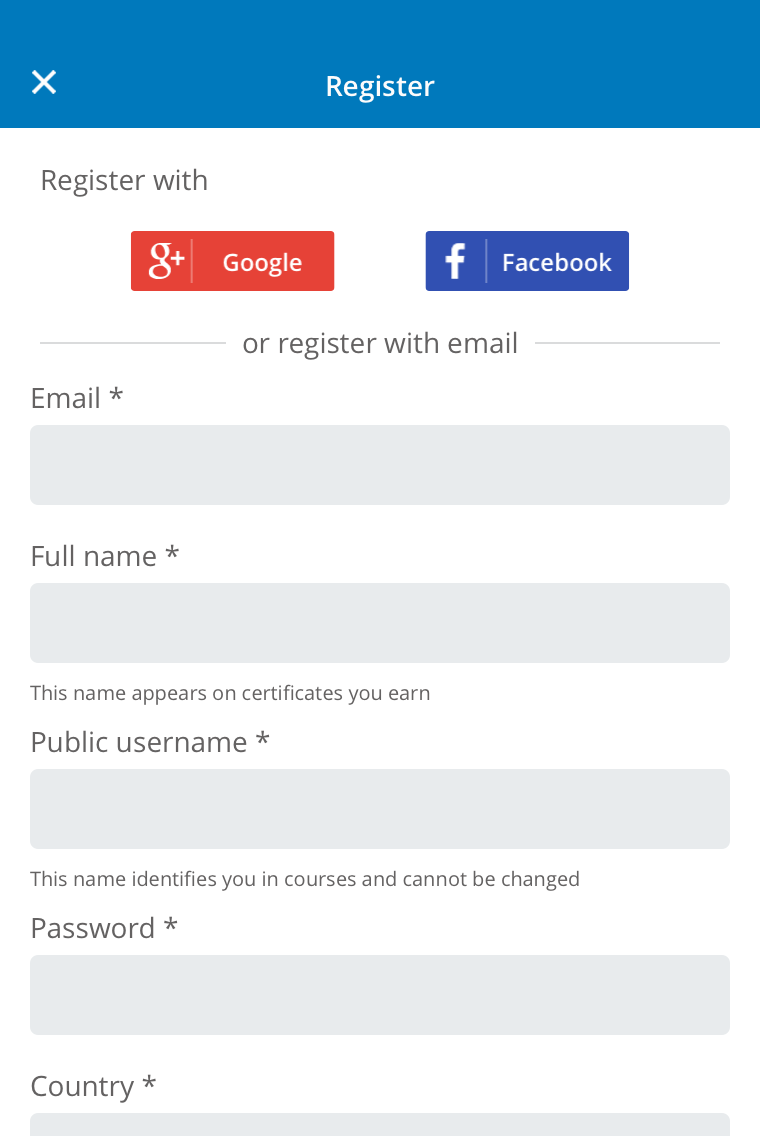 Register
Register with
g+ Google
f Facebook
or register with email
Email *
Full name *
This name appears on certificates you earn
Public username *
This name identifies you in courses and cannot be changed
Password *
Country *